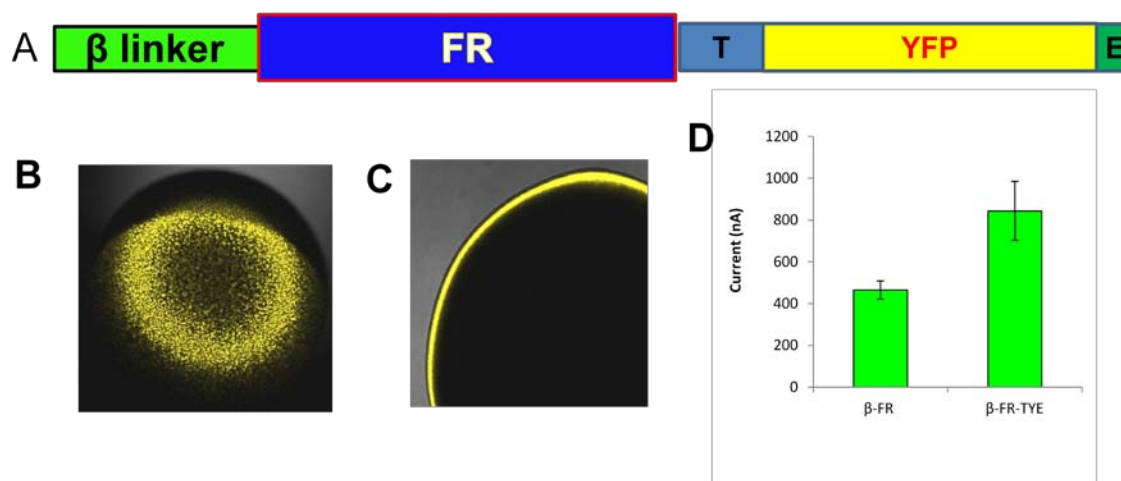 A β linker FR T YFP E
B
C
D
1200
1000
800
600
400
200
0
Current (nA)
β-FR
β-FR-TYE